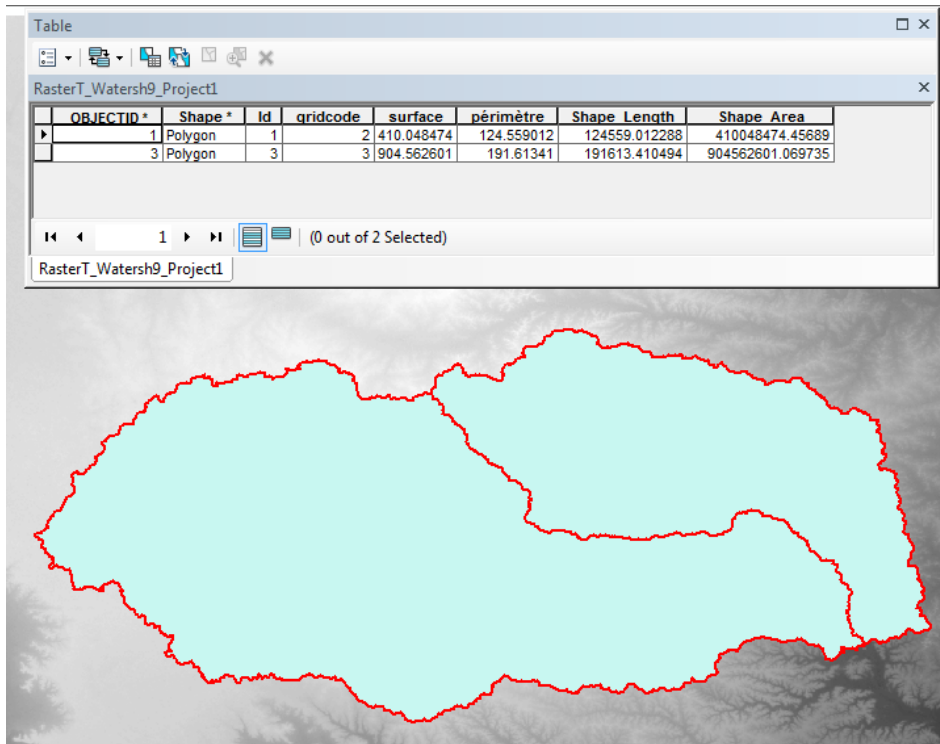 Table
RasterT_Watersh9_Project1
OBJECTID * Shape * Id gridcode surface périmètre Shape_Length Shape_Area
1 Polygon 1 2 410.048474 124.559012 124559.012288 410048474.45689
3 Polygon 3 3 904.562601 191.61341 191613.410494 904562601.069735
1 (0 out of 2 Selected)
RasterT_Watersh9_Project1